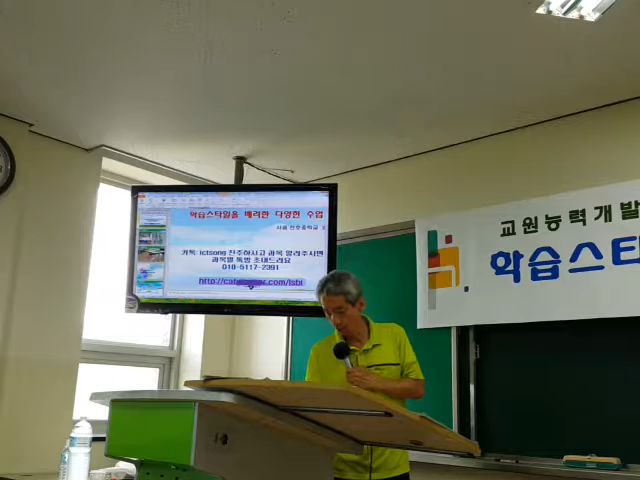 학습스타일을 배려한 다양한 수업
카톡: ictsong 친추하시고 과목 알려주시면
과목별 톡방 초대드려요
010-5117-2391
교원능력개발
학습스타